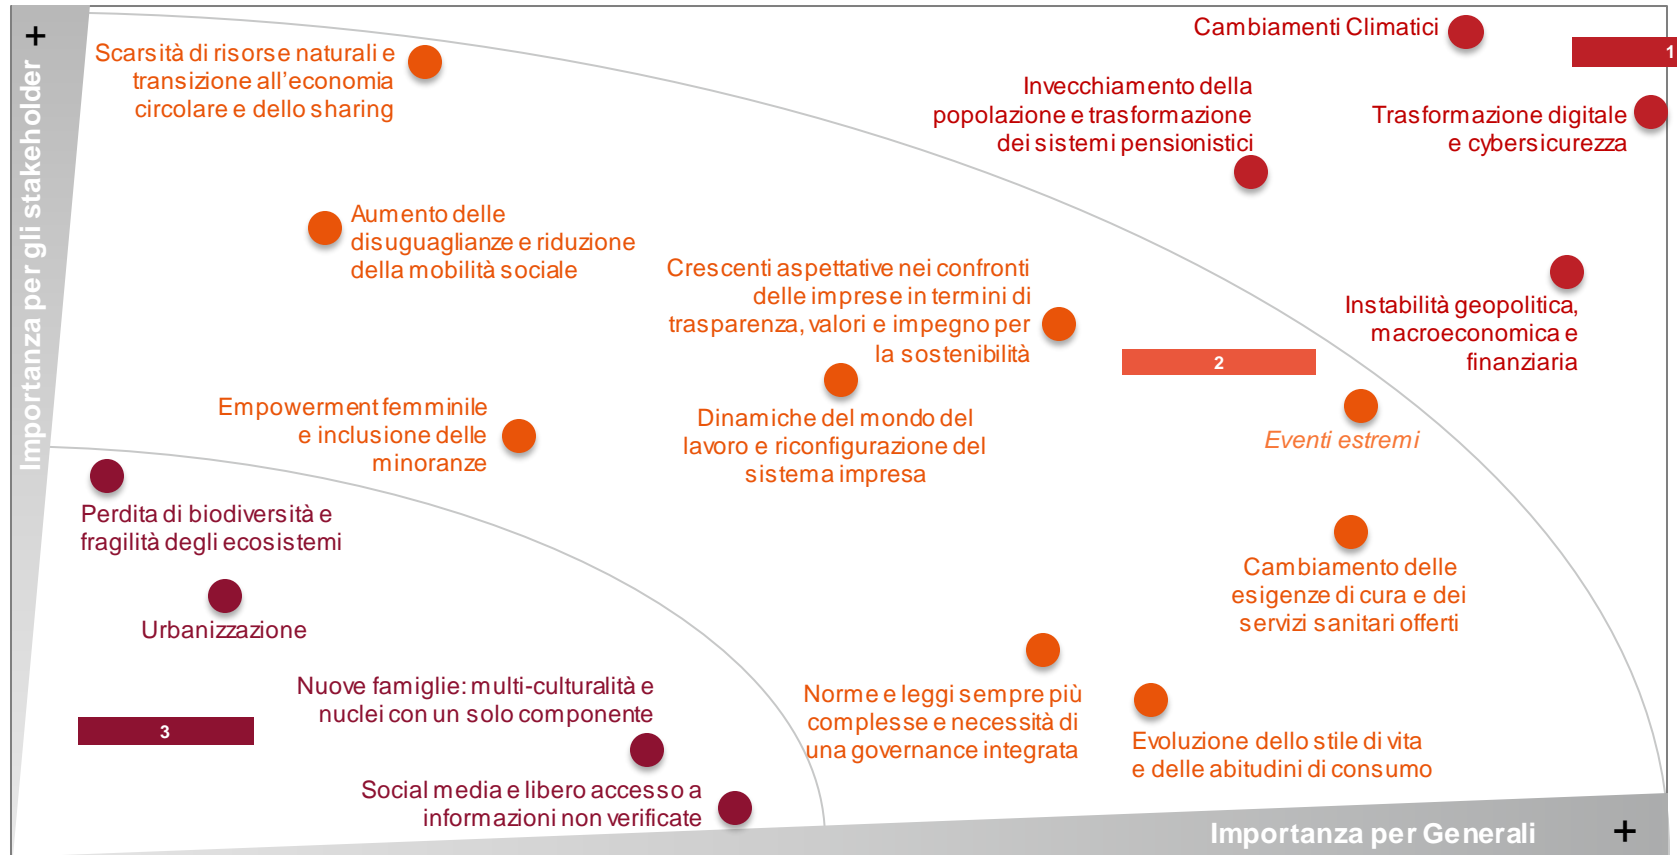 Importanza per gli stakeholder +
Cambiamenti Climatici
1
Scarsità di risorse naturali e
transizione all'economia
circolare e dello sharing
Invecchiamento della
popolazione e trasformazione
dei sistemi pensionistici
Trasformazione digitale
e cybersicurezza
Aumento delle
disuguaglianze e riduzione
della mobilità sociale
Crescenti aspettative nei confronti
delle imprese in termini di
trasparenza, valori e impegno per
la sostenibilità
Instabilità geopolitica,
macroeconomica e
finanziaria
2
Empowerment femminile
e inclusione delle
minoranze
Dinamiche del mondo del
lavoro e riconfigurazione del
sistema impresa
Eventi estremi
Perdita di biodiversità e
fragilità degli ecosistemi
Cambiamento delle
esigenze di cura e dei
servizi sanitari offerti
Urbanizzazione
Nuove famiglie: multi-culturalità e
nuclei con un solo componente
3
Norme e leggi sempre più
complesse e necessità di
una governance integrata
Evoluzione dello stile di vita
e delle abitudini di consumo
Social media e libero accesso a
informazioni non verificate
Importanza per Generali +